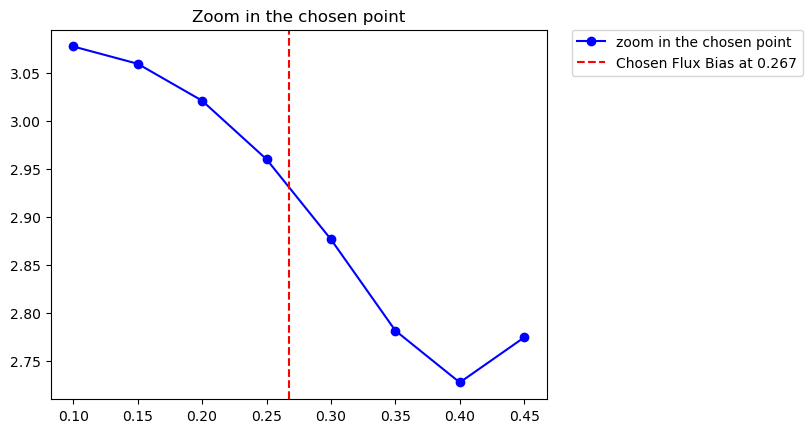 Zoom in the chosen point
zoom in the chosen point
Chosen Flux Bias at 0.267
3.05
3.00
2.95
2.90
2.85
2.80
2.75
0.10 0.15 0.20 0.25 0.30 0.35 0.40 0.45